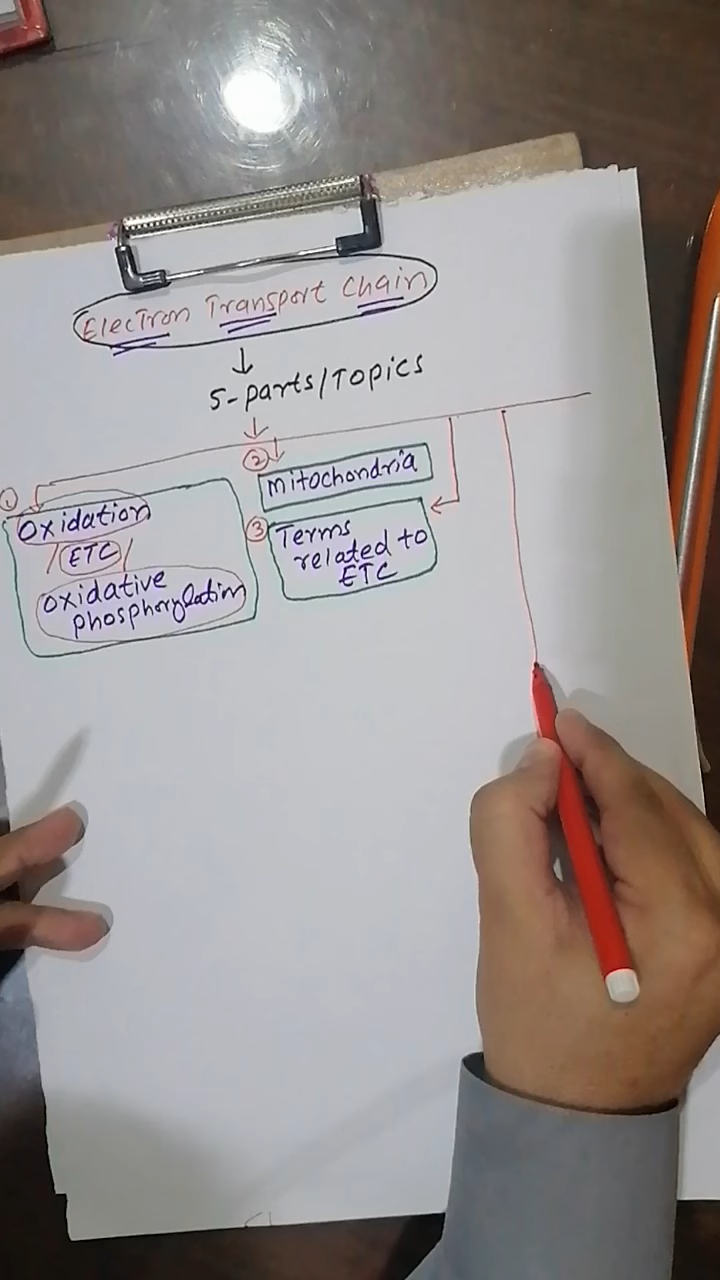 Electron Transport Chain
5-parts/Topics
①
Oxidation
/ETC/
oxidative
phosphorylation
②
mitochondria
③
Terms
related to
ETC